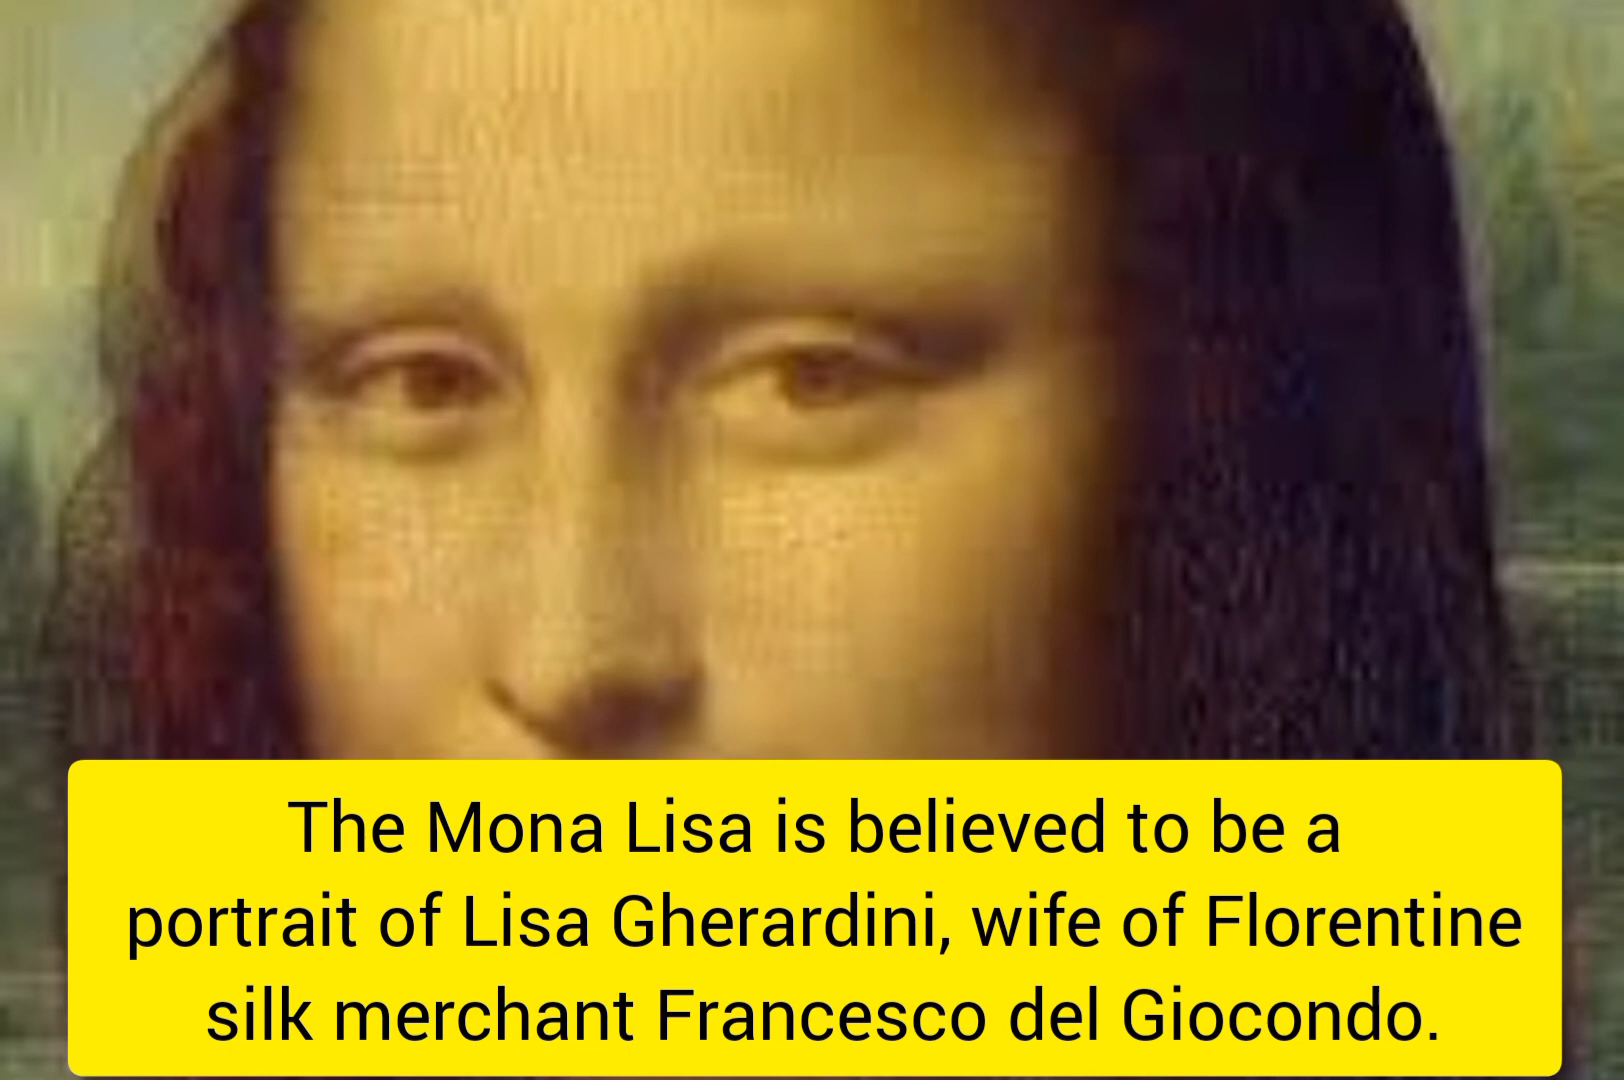 The Mona Lisa is believed to be a
portrait of Lisa Gherardini, wife of Florentine
silk merchant Francesco del Giocondo.